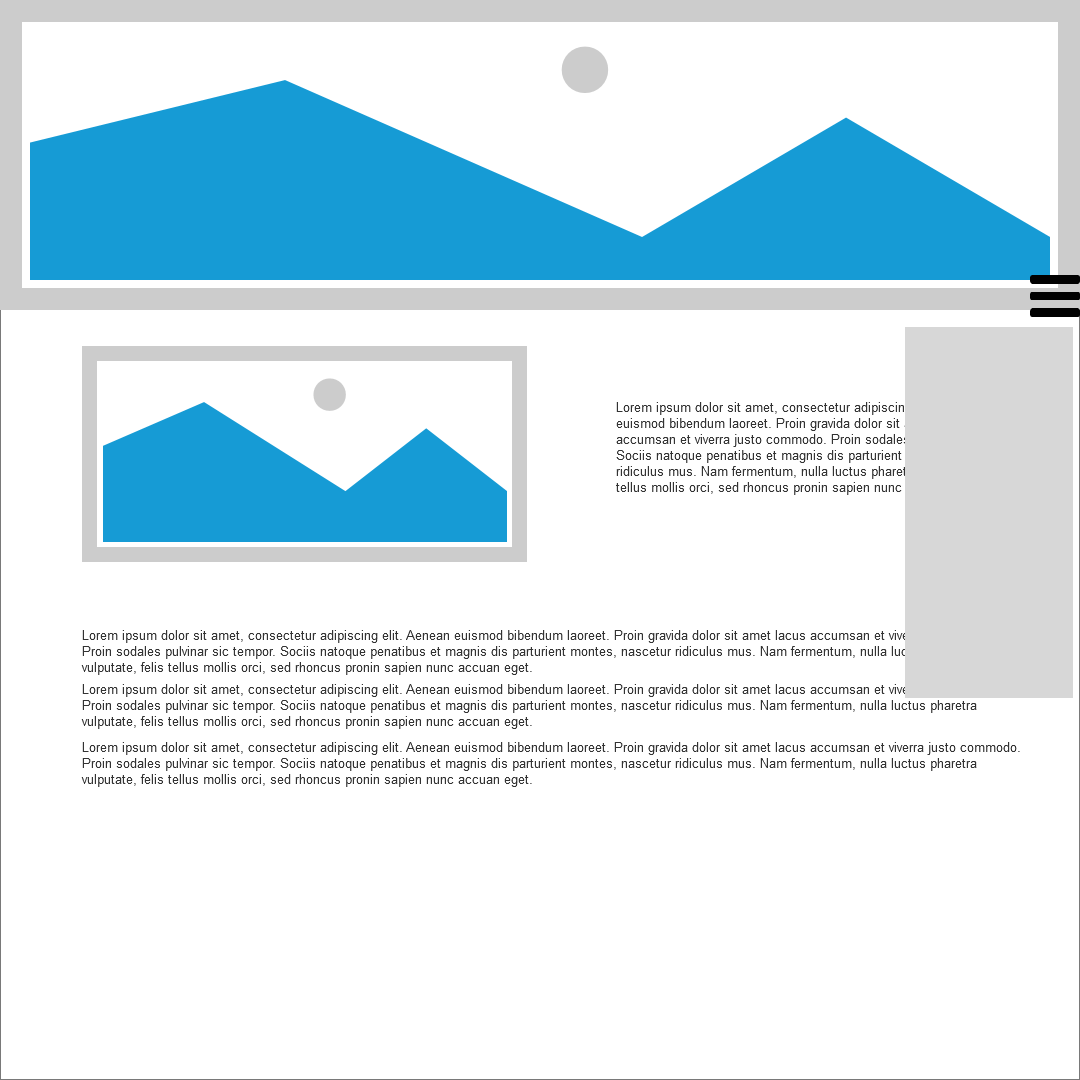 Lorem ipsum dolor sit amet, consectetur adipiscin
euismod bibendum laoreet. Proin gravida dolor sit
accumsan et viverra justo commodo. Proin sodales
Sociis natoque penatibus et magnis dis parturient
ridiculus mus. Nam fermentum, nulla luctus pharet
tellus mollis orci, sed rhoncus pronin sapien nunc
Lorem ipsum dolor sit amet, consectetur adipiscing elit. Aenean euismod bibendum laoreet. Proin gravida dolor sit amet lacus accumsan et vive
Proin sodales pulvinar sic tempor. Sociis natoque penatibus et magnis dis parturient montes, nascetur ridiculus mus. Nam fermentum, nulla luc
vulputate, felis tellus mollis orci, sed rhoncus pronin sapien nunc accuan eget.
Lorem ipsum dolor sit amet, consectetur adipiscing elit. Aenean euismod bibendum laoreet. Proin gravida dolor sit amet lacus accumsan et vive
Proin sodales pulvinar sic tempor. Sociis natoque penatibus et magnis dis parturient montes, nascetur ridiculus mus. Nam fermentum, nulla luctus pharetra
vulputate, felis tellus mollis orci, sed rhoncus pronin sapien nunc accuan eget.
Lorem ipsum dolor sit amet, consectetur adipiscing elit. Aenean euismod bibendum laoreet. Proin gravida dolor sit amet lacus accumsan et viverra justo commodo.
Proin sodales pulvinar sic tempor. Sociis natoque penatibus et magnis dis parturient montes, nascetur ridiculus mus. Nam fermentum, nulla luctus pharetra
vulputate, felis tellus mollis orci, sed rhoncus pronin sapien nunc accuan eget.